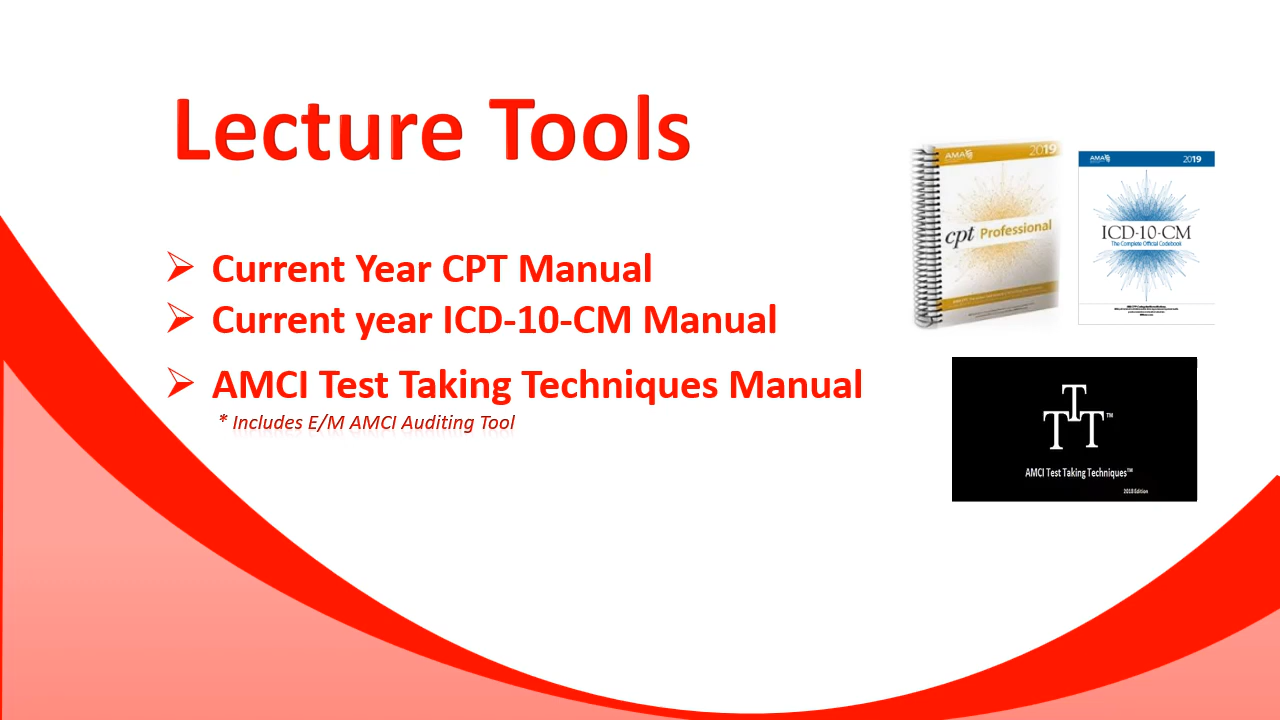 Lecture Tools
Current Year CPT Manual
Current year ICD-10-CM Manual
AMCI Test Taking Techniques Manual
* Includes E/M AMCI Auditing Tool
AMA 2019
cpt Professional
AMA 2019
ICD-10-CM
The Complete Official Codebook
TTT™
AMCI Test Taking Techniques™
2018 Edition